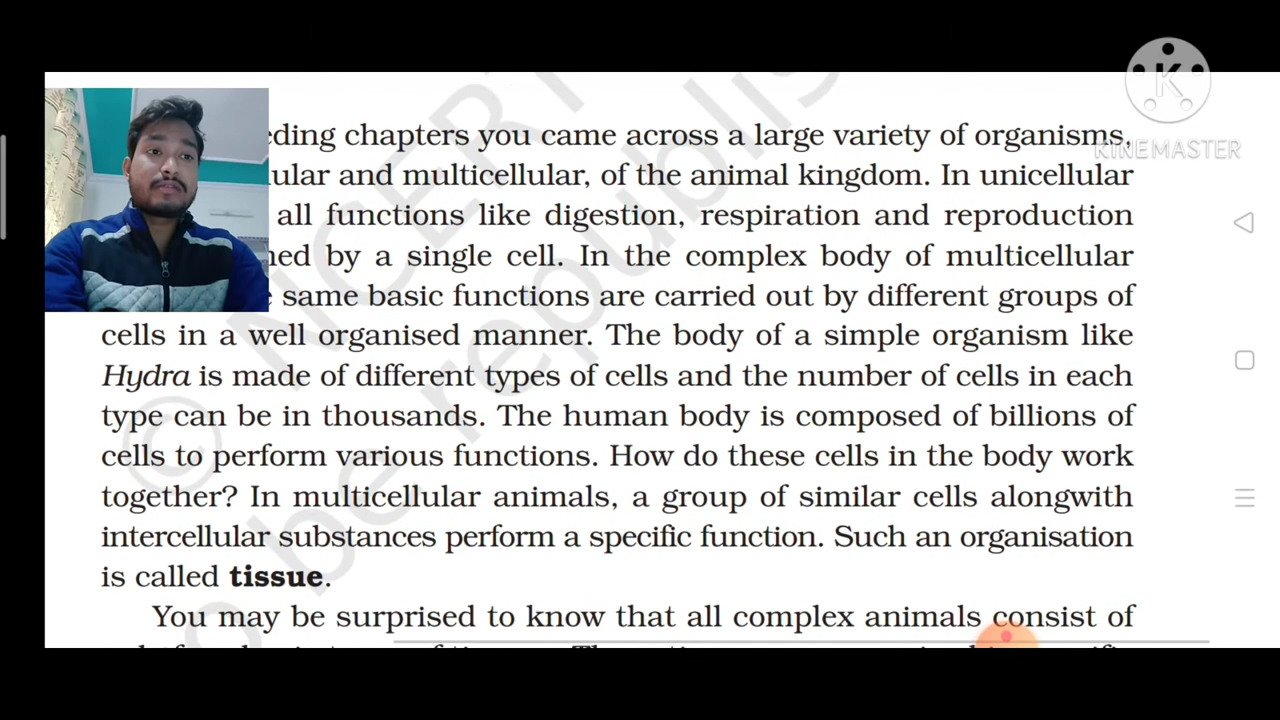 eding chapters you came across a large variety of organisms,
lular and multicellular, of the animal kingdom. In unicellular
all functions like digestion, respiration and reproduction
ned by a single cell. In the complex body of multicellular
same basic functions are carried out by different groups of
cells in a well organised manner. The body of a simple organism like
Hydra is made of different types of cells and the number of cells in each
type can be in thousands. The human body is composed of billions of
cells to perform various functions. How do these cells in the body work
together? In multicellular animals, a group of similar cells alongwith
intercellular substances perform a specific function. Such an organisation
is called tissue.
You may be surprised to know that all complex animals consist of
K
KINEMASTER
© NCERT
o be republis